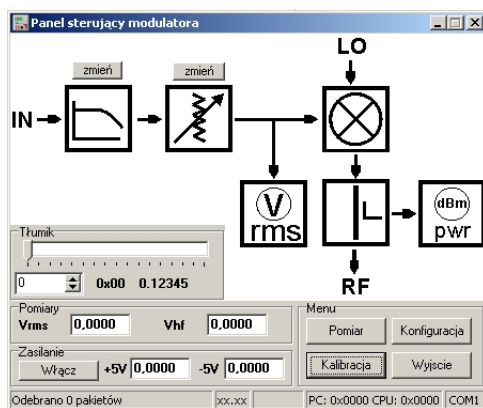 Panel sterujący modulatora
LO
zmień zmień
IN
V
rms
dBm
pwr
RF
Tłumik
0 0x00 0.12345
Pomiary
Vrms 0,0000 Vhf 0,0000
Zasilanie
Włącz +5V 0,0000 -5V 0,0000
Menu
Pomiar Konfiguracja
Kalibracja Wyjscie
Odebrano 0 pakietów xx.xx PC: 0x0000 CPU: 0x0000 COM1